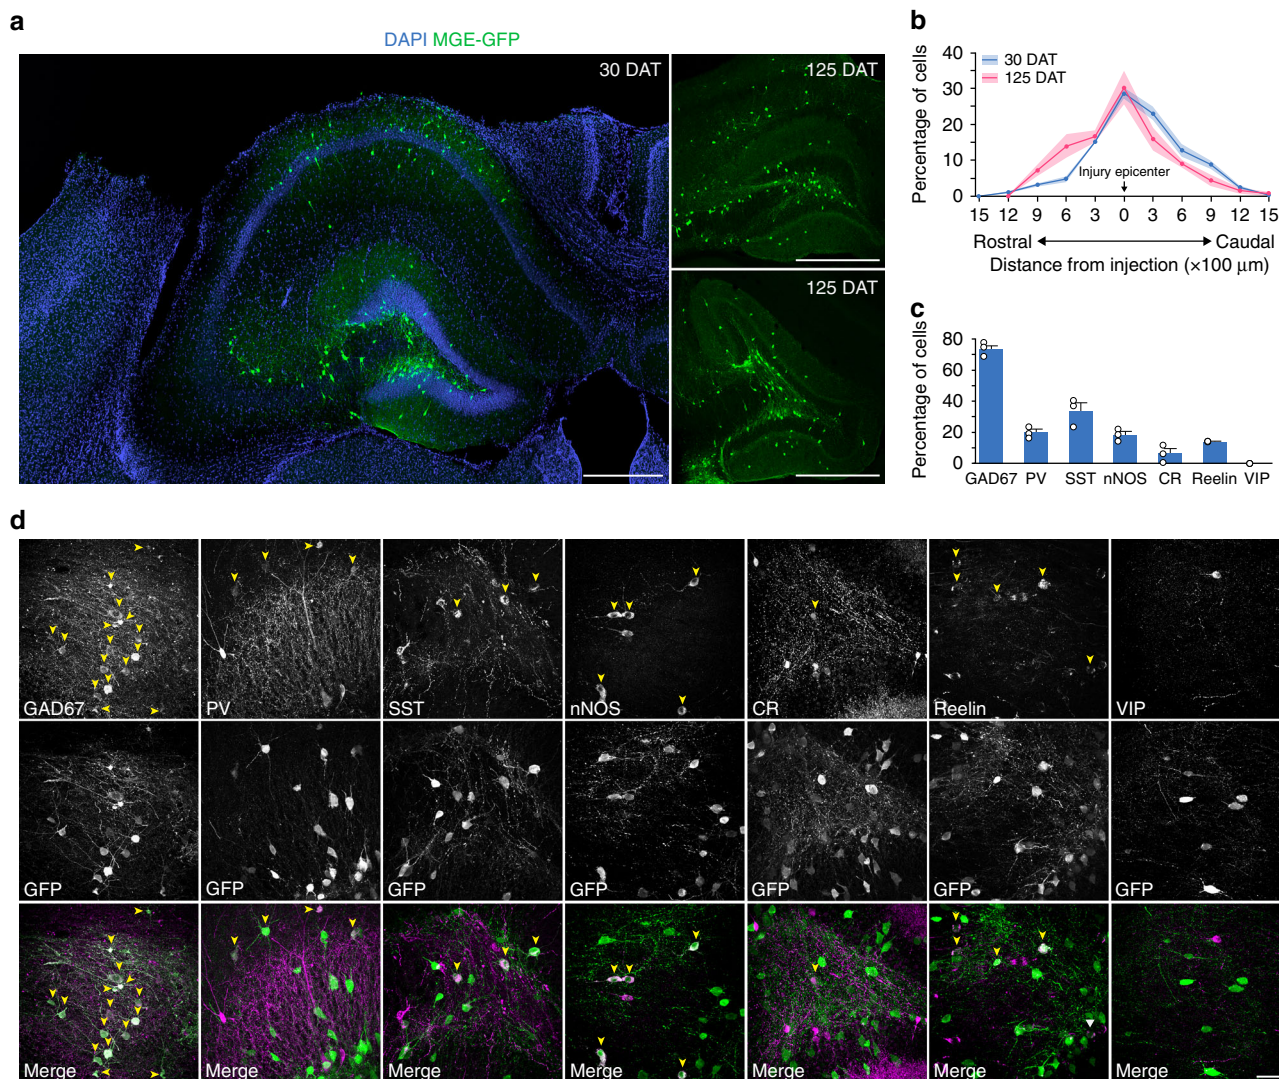 a
DAPI MGE-GFP
30 DAT
125 DAT
125 DAT
b
Percentage of cells
40
30
20
10
0
30 DAT
125 DAT
Injury epicenter
15 12 9 6 3 0 3 6 9 12 15
Rostral Caudal
Distance from injection (×100 μm)
c
Percentage of cells
80
60
40
20
0
GAD67 PV SST nNOS CR Reelin VIP
d
GAD67 PV SST nNOS CR Reelin VIP
GFP GFP GFP GFP GFP GFP GFP
Merge Merge Merge Merge Merge Merge Merge